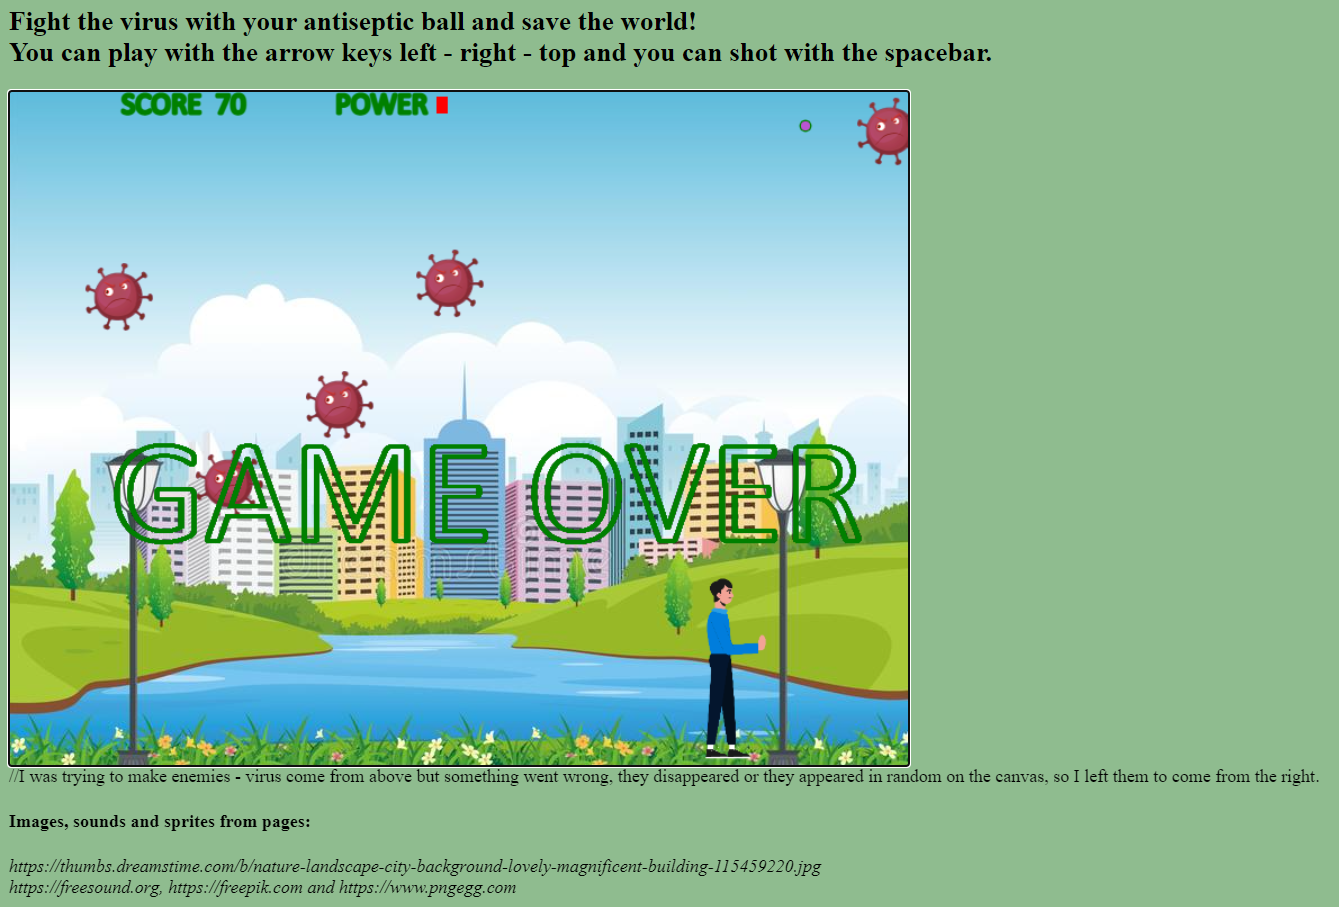 Fight the virus with your antiseptic ball and save the world!
You can play with the arrow keys left - right - top and you can shot with the spacebar.
SCORE 70 POWER
GAME OVER
//I was trying to make enemies - virus come from above but something went wrong, they disappeared or they appeared in random on the canvas, so I left them to come from the right.
Images, sounds and sprites from pages:
https://thumbs.dreamstime.com/b/nature-landscape-city-background-lovely-magnificent-building-115459220.jpg
https://freesound.org, https://freepik.com and https://www.pngegg.com